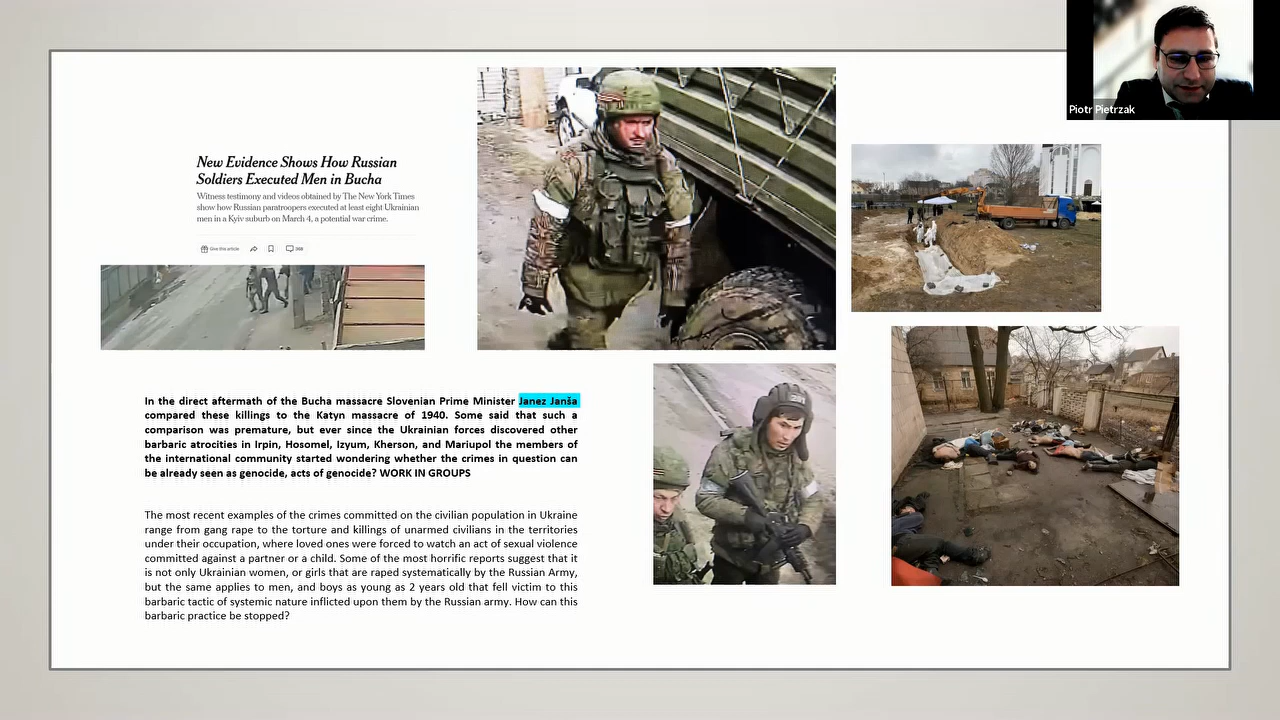 Piotr Pietrzak
New Evidence Shows How Russian
Soldiers Executed Men in Bucha
Witness testimony and videos obtained by The New York Times
show how Russian paratroopers executed at least eight Ukrainian
men in a Kyiv suburb on March 4, a potential war crime.
Give this article
In the direct aftermath of the Bucha massacre Slovenian Prime Minister Janez Janša
compared these killings to the Katyn massacre of 1940. Some said that such a
comparison was premature, but ever since the Ukrainian forces discovered other
barbaric atrocities in Irpin, Hosomel, Izyum, Kherson, and Mariupol the members of
the international community started wondering whether the crimes in question can
be already seen as genocide, acts of genocide? WORK IN GROUPS
The most recent examples of the crimes committed on the civilian population in Ukraine
range from gang rape to the torture and killings of unarmed civilians in the territories
under their occupation, where loved ones were forced to watch an act of sexual violence
committed against a partner or a child. Some of the most horrific reports suggest that it
is not only Ukrainian women, or girls that are raped systematically by the Russian Army,
but the same applies to men, and boys as young as 2 years old that fell victim to this
barbaric tactic of systemic nature inflicted upon them by the Russian army. How can this
barbaric practice be stopped?